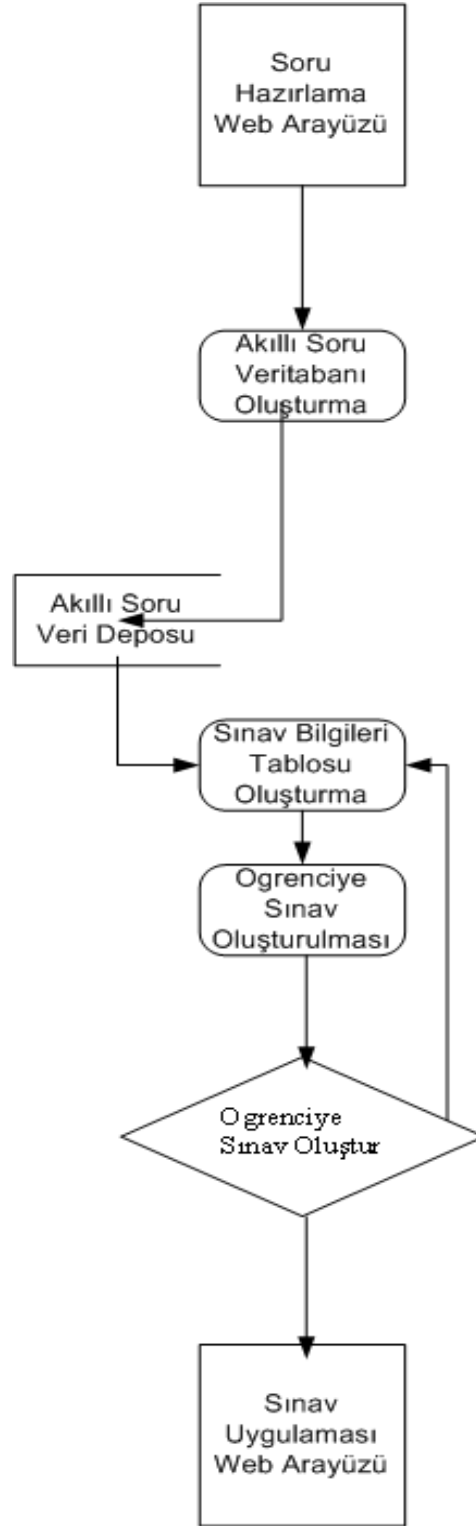 Soru
Hazırlama
Web Arayüzü
Akıllı Soru
Veritabanı
Oluşturma
Akıllı Soru
Veri Deposu
Sınav Bilgileri
Tablosu
Oluşturma
Ogrenciye
Sınav
Oluşturulması
Ogrenciye
Sınav Oluştur
Sınav
Uygulaması
Web Arayüzü